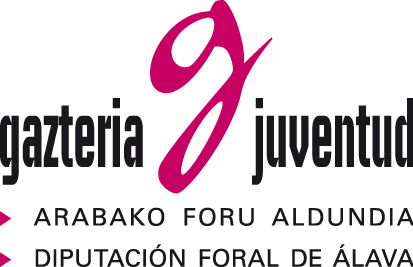 gazteria g juventud
ARABAKO FORU ALDUNDIA
DIPUTACIÓN FORAL DE ÁLAVA